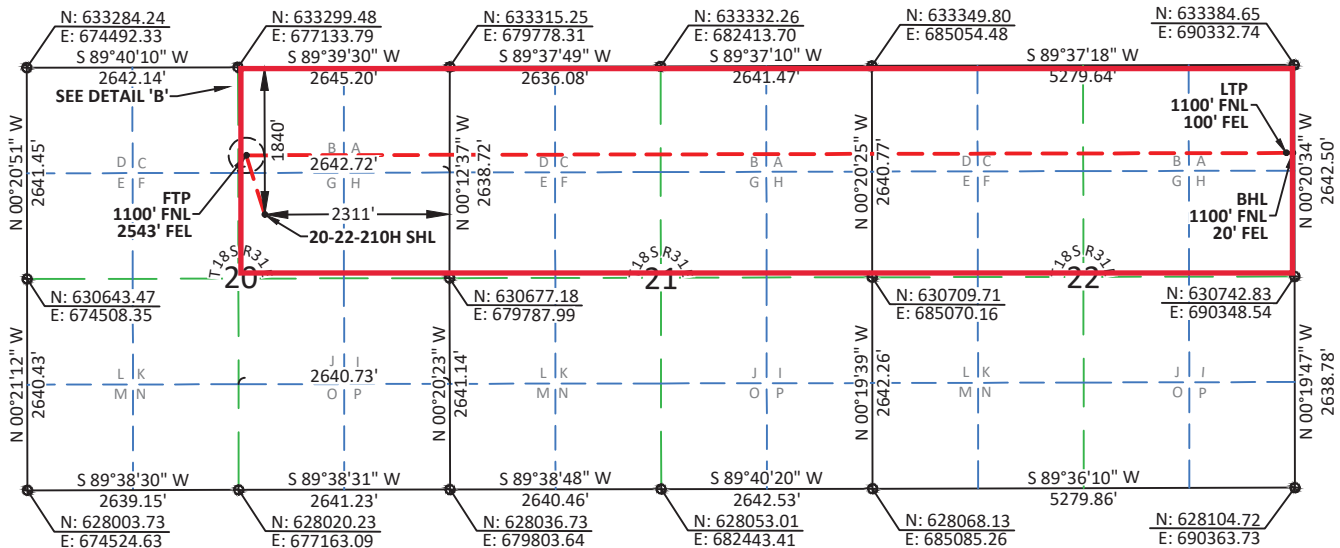 N: 633284.24
E: 674492.33
N: 633299.48
E: 677133.79
N: 633315.25
E: 679778.31
N: 633332.26
E: 682413.70
N: 633349.80
E: 685054.48
N: 633384.65
E: 690332.74
S 89°40'10" W
2642.14'
S 89°39'30" W
2645.20'
S 89°37'49" W
2636.08'
S 89°37'10" W
2641.47'
S 89°37'18" W
5279.64'
SEE DETAIL 'B'
LTP
1100' FNL
100' FEL
N 00°20'51" W
2641.45'
1840'
N 00°12'37" W
2638.72'
N 00°20'25" W
2640.77'
N 00°20'34" W
2642.50'
D C
E F
B A
2642.72'
G H
D C
E F
B A
G H
D C
E F
B A
G H
FTP
1100' FNL
2543' FEL
2311'
20-22-210H SHL
BHL
1100' FNL
20' FEL
T 18 S R31
20
T 18 S R31
21
T 18 S R31
22
N: 630643.47
E: 674508.35
N: 630677.18
E: 679787.99
N: 630709.71
E: 685070.16
N: 630742.83
E: 690348.54
N 00°21'12" W
2640.43'
N 00°20'23" W
2641.14'
N 00°19'39" W
2642.26'
N 00°19'47" W
2638.78'
L K
M N
J I
2640.73'
O P
L K
M N
J I
O P
L K
M N
J I
O P
S 89°38'30" W
2639.15'
S 89°38'31" W
2641.23'
S 89°38'48" W
2640.46'
S 89°40'20" W
2642.53'
S 89°36'10" W
5279.86'
N: 628003.73
E: 674524.63
N: 628020.23
E: 677163.09
N: 628036.73
E: 679803.64
N: 628053.01
E: 682443.41
N: 628068.13
E: 685085.26
N: 628104.72
E: 690363.73